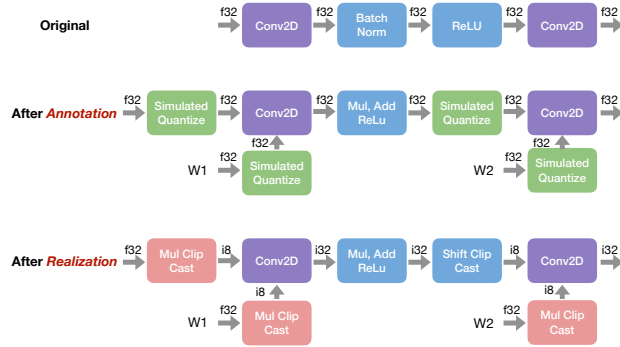 f32 f32 f32 f32 f32
Original Conv2D Batch Norm ReLU Conv2D
f32 f32 f32 f32 f32 f32
After Annotation Simulated Quantize Conv2D Mul, Add ReLu Simulated Quantize Conv2D
f32 f32
W1 f32 Simulated Quantize W2 f32 Simulated Quantize
f32 i8 i32 i32 i8 i32
After Realization Mul Clip Cast Conv2D Mul, Add ReLu Shift Clip Cast Conv2D
i8 i8
W1 f32 Mul Clip Cast W2 f32 Mul Clip Cast